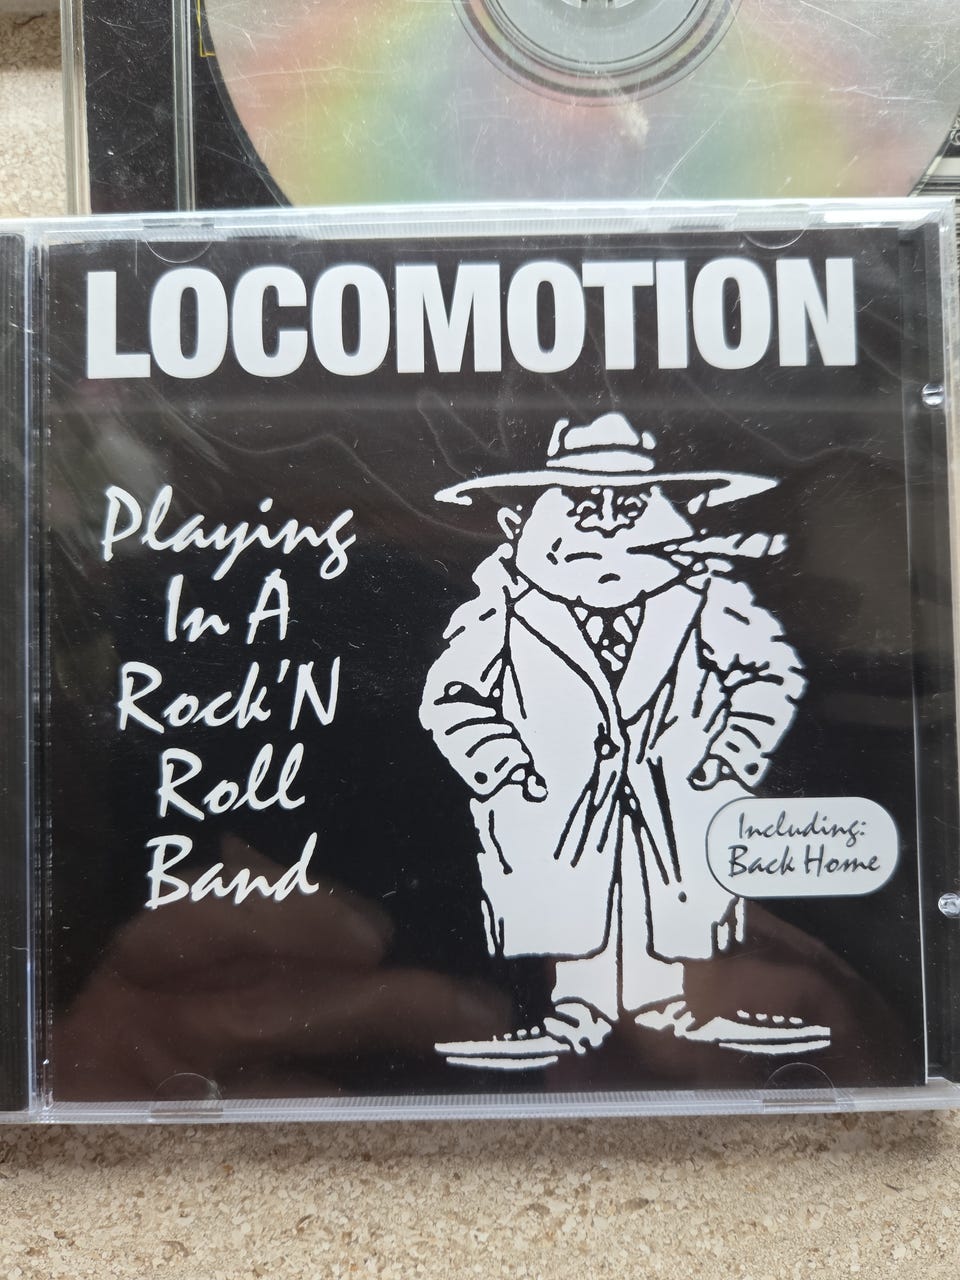 LOCOMOTION
Playing
In A
Rock'N
Roll
Band
Including:
Back Home